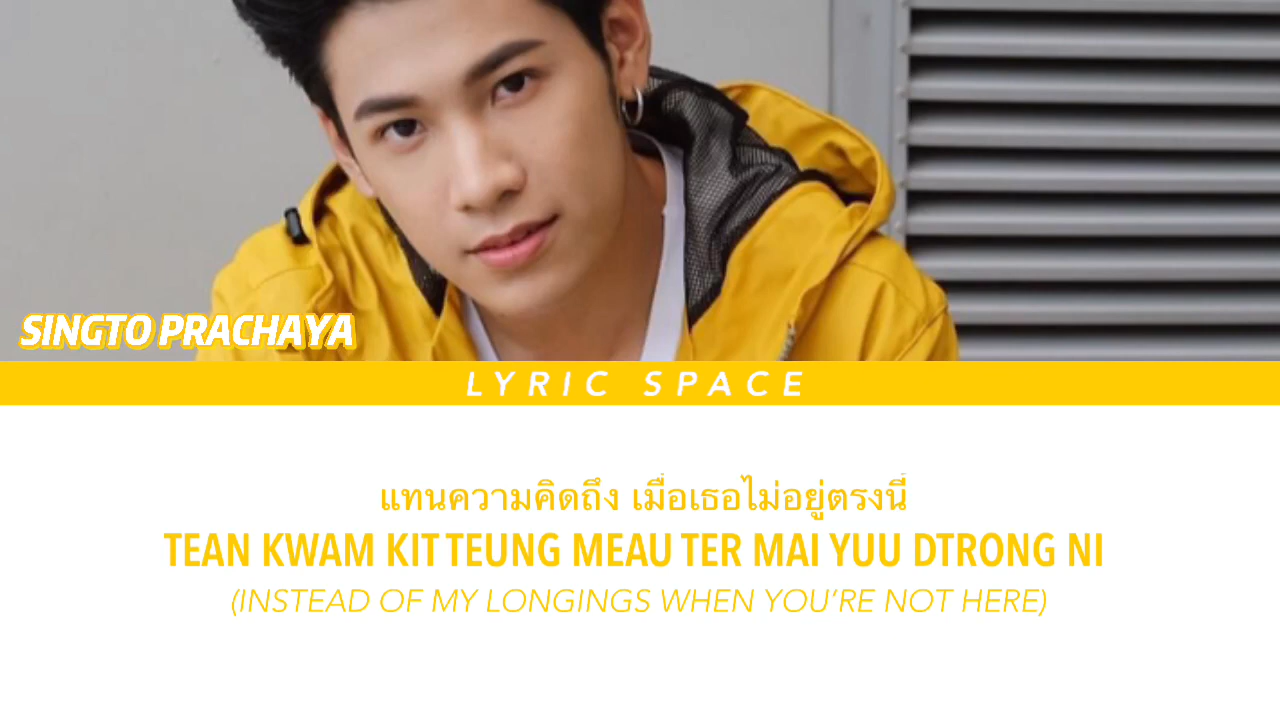 SINGTO PRACHAYA
LYRIC SPACE
แทนความคิดถึง เมื่อเธอไม่อยู่ตรงนี้
TEAN KWAM KIT TEUNG MEAU TER MAI YUU DTRONG NI
(INSTEAD OF MY LONGINGS WHEN YOU'RE NOT HERE)